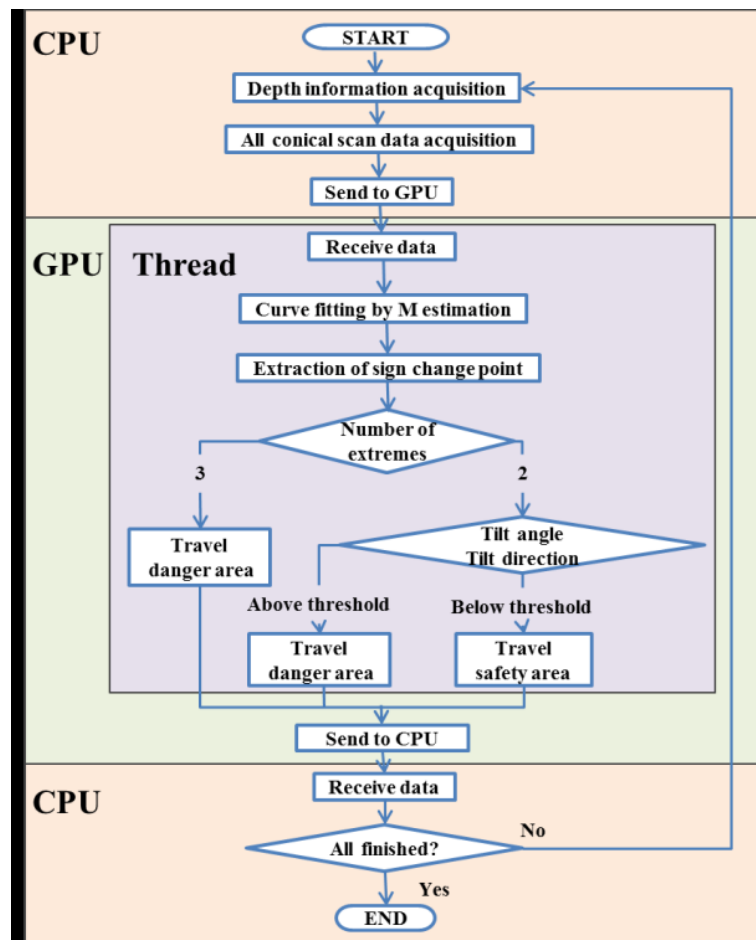 CPU
START
Depth information acquisition
All conical scan data acquisition
Send to GPU
GPU
Thread
Receive data
Curve fitting by M estimation
Extraction of sign change point
Number of
extremes
3
2
Travel
danger area
Tilt angle
Tilt direction
Above threshold
Below threshold
Travel
danger area
Travel
safety area
Send to CPU
CPU
Receive data
All finished?
No
Yes
END